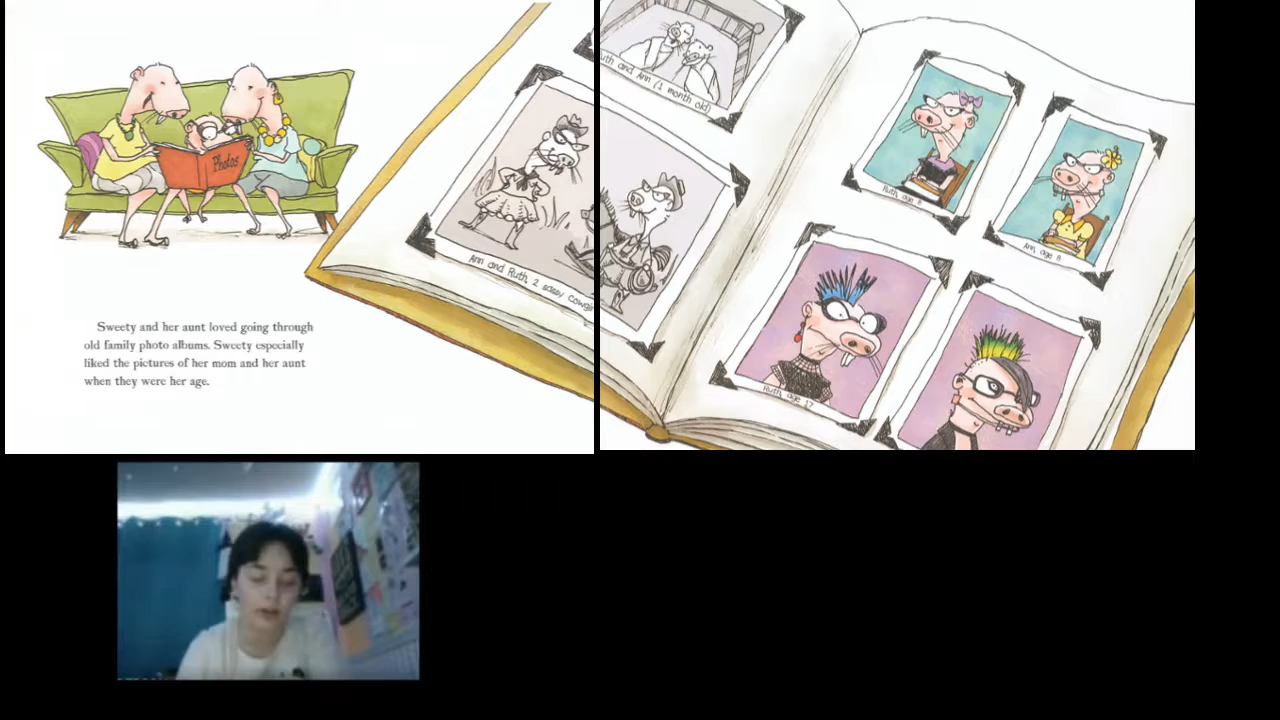 Photos
Sweety and her aunt loved going through
old family photo albums. Sweety especially
liked the pictures of her mom and her aunt
when they were her age.
Ann and Ruth, 2 sassy Cowgir
uth and Ann (1 month old)
Ruth, age 8
Ann, age 8
Ruth, age 17